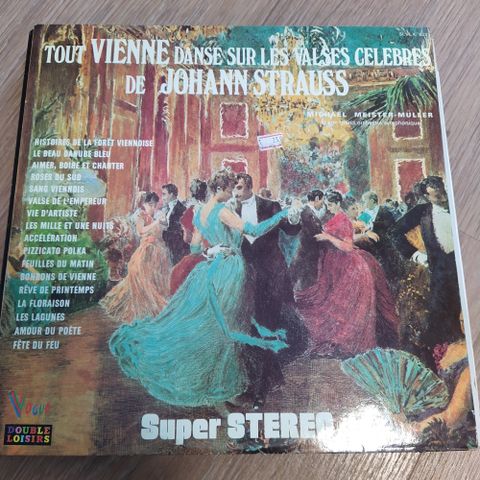 TOUT VIENNE DANSE SUR LES VALSES CELEBRES
DE JOHANN STRAUSS
MICHAEL MEISTER-MULLER
HISTOIRES DE LA FORÊT VIENNOISE
LE BEAU DANUBE BLEU
AIMER, BOIRE ET CHANTER
ROSES DU SUD
SANG VIENNOIS
VALSE DE L'EMPEREUR
VIE D'ARTISTE
LES MILLE ET UNE NUITS
ACCÉLÉRATION
PIZZICATO POLKA
FEUILLES DU MATIN
BONBONS DE VIENNE
RÊVE DE PRINTEMPS
LA FLORAISON
LES LAGUNES
AMOUR DU POÈTE
FÊTE DU FEU
VOGUE
DOUBLE
LOISIRS
Super STEREO